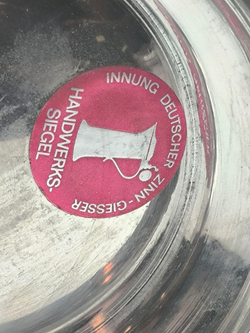 INNUNG DEUTSCHER
ZINN-GIESSER
HANDWERKS-
SIEGEL